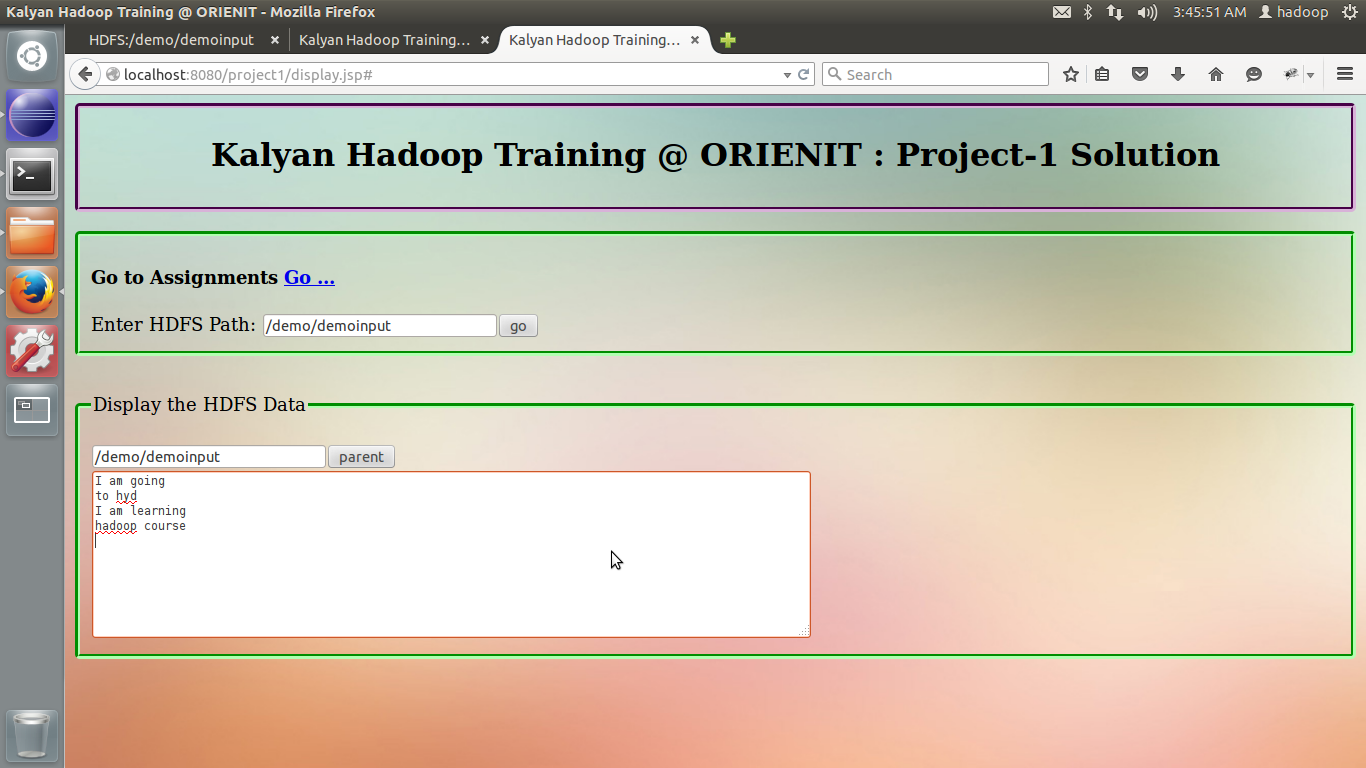 Kalyan Hadoop Training @ ORIENIT - Mozilla Firefox
3:45:51 AM hadoop
HDFS:/demo/demoinput
Kalyan Hadoop Training...
Kalyan Hadoop Training...
localhost:8080/project1/display.jsp#
Search
Kalyan Hadoop Training @ ORIENIT : Project-1 Solution
Go to Assignments Go ...
Enter HDFS Path: /demo/demoinput go
Display the HDFS Data
/demo/demoinput parent
I am going
to hyd
I am learning
hadoop course